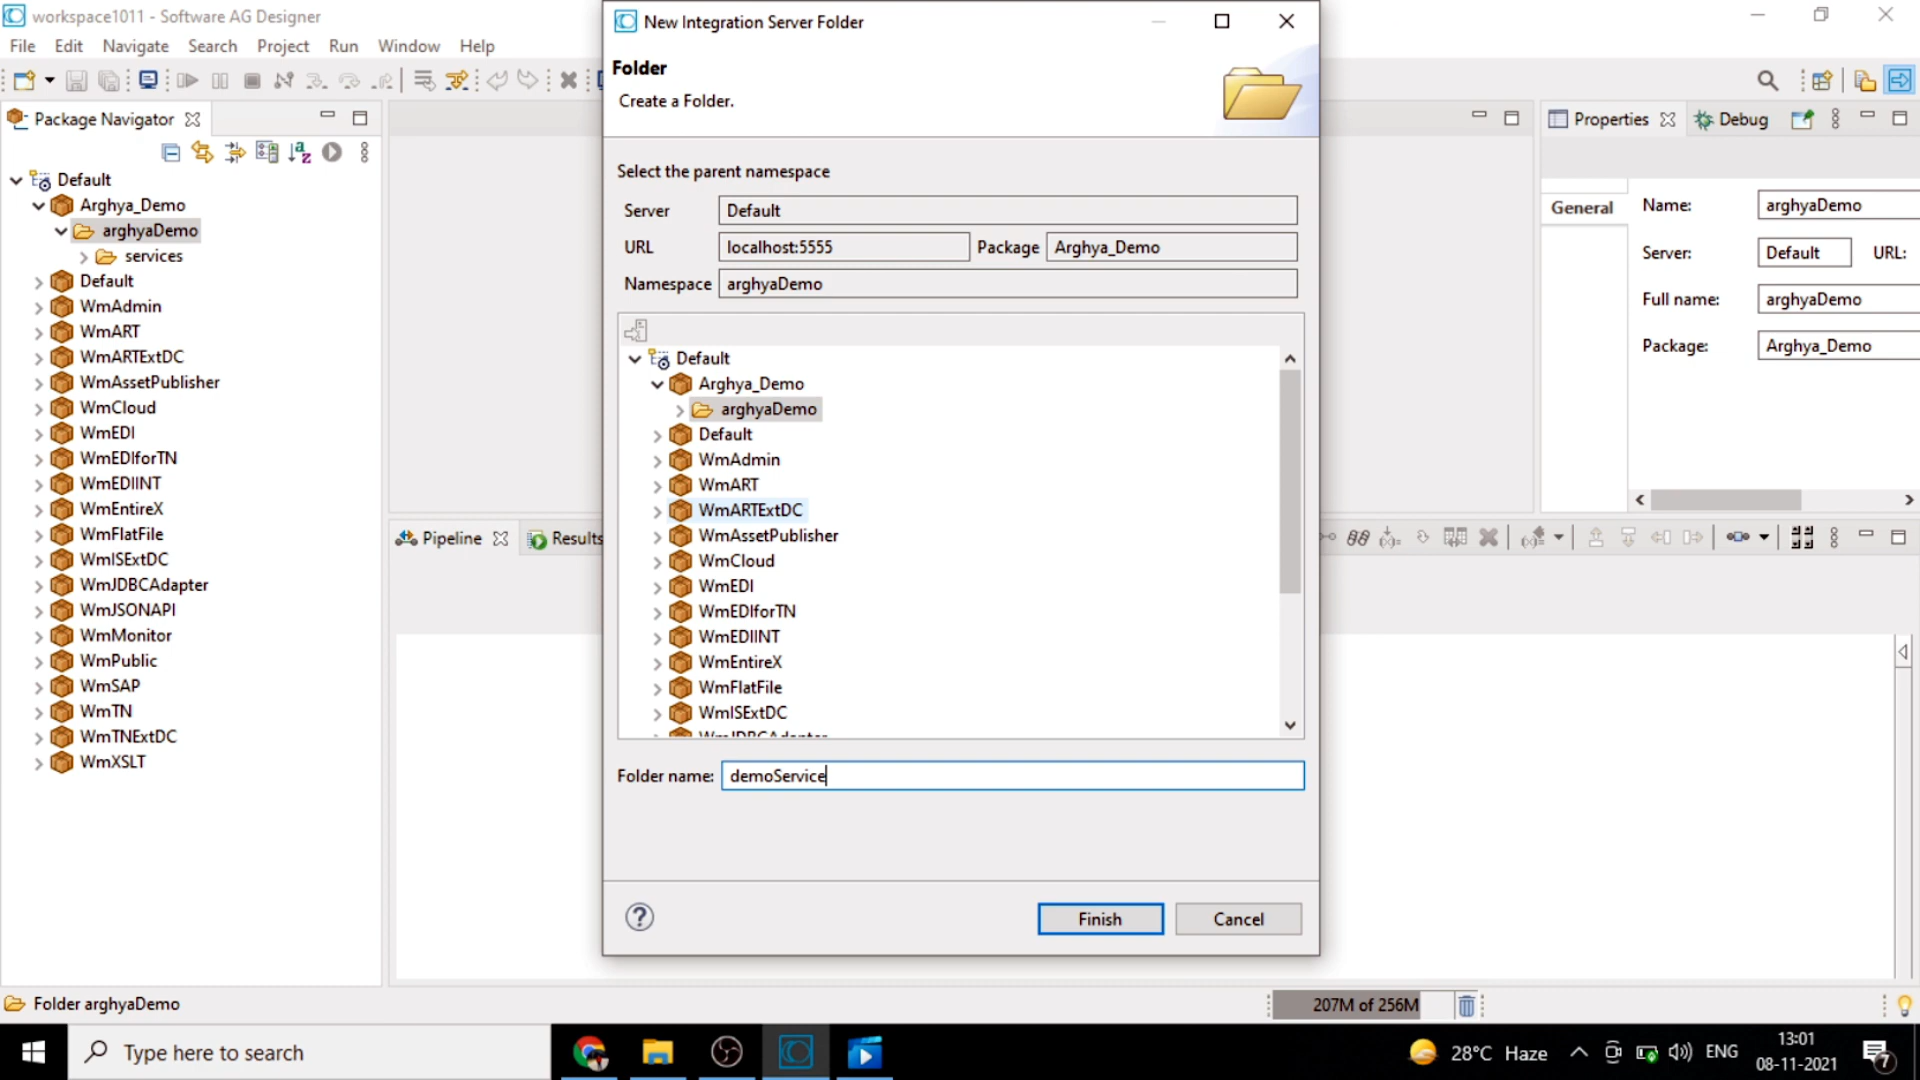 workspace1011 - Software AG Designer
File Edit Navigate Search Project Run Window Help
Package Navigator
Default
Arghya_Demo
arghyaDemo
services
Default
WmAdmin
WmART
WmARTExtDC
WmAssetPublisher
WmCloud
WmEDI
WmEDIforTN
WmEDIINT
WmEntireX
WmFlatFile
WmISExtDC
WmJDBCAdapter
WmJSONAPI
WmMonitor
WmPublic
WmSAP
WmTN
WmTNExtDC
WmXSLT
New Integration Server Folder
Folder
Create a Folder.
Select the parent namespace
Server Default
URL localhost:5555 Package Arghya_Demo
Namespace arghyaDemo
Default
Arghya_Demo
arghyaDemo
Default
WmAdmin
WmART
WmARTExtDC
WmAssetPublisher
WmCloud
WmEDI
WmEDIforTN
WmEDIINT
WmEntireX
WmFlatFile
WmISExtDC
WmJDBCAdapter
Folder name: demoService
Finish Cancel
Pipeline Results
Properties Debug
General
Name: arghyaDemo
Server: Default URL:
Full name: arghyaDemo
Package: Arghya_Demo
Folder arghyaDemo
207M of 256M
Type here to search
28°C Haze
ENG
13:01
08-11-2021
7